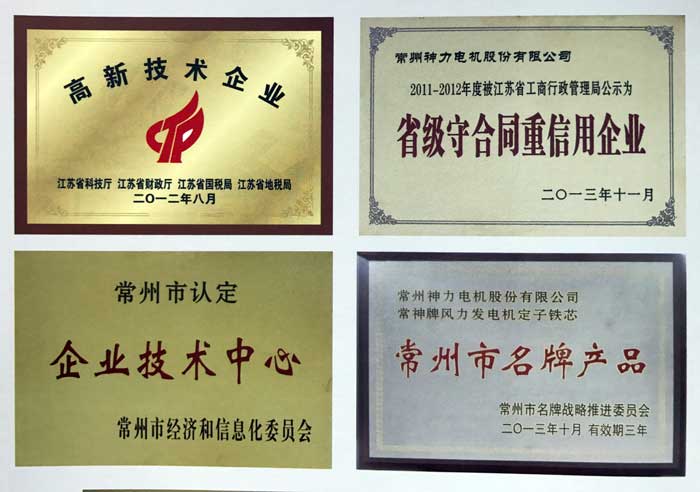 高新技术企业
江苏省科技厅 江苏省财政厅 江苏省国税局 江苏省地税局
二〇一二年八月
常州神力电机股份有限公司
2011-2012年度被江苏省工商行政管理局公示为
省级守合同重信用企业
二〇一三年十一月
常州市认定
企业技术中心
常州市经济和信息化委员会
常州神力电机股份有限公司
常神牌风力发电机定子铁芯
常州市名牌产品
常州市名牌战略推进委员会
二〇一三年十月 有效期三年